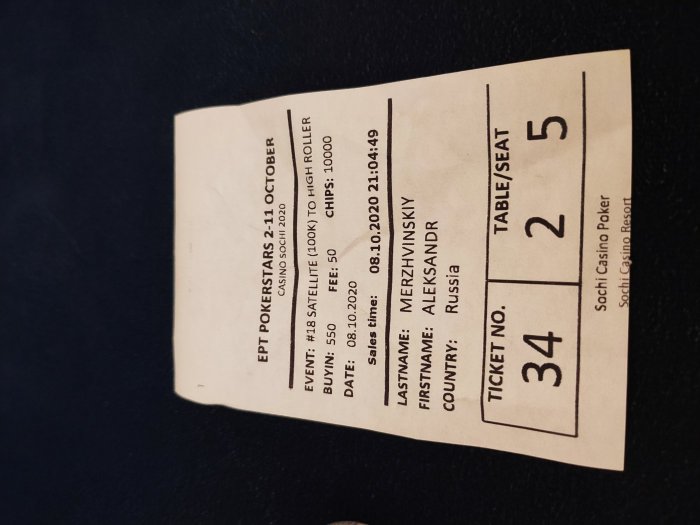 EPT POKERSTARS 2-11 OCTOBER
CASINO SOCHI 2020
EVENT: #18 SATELLITE (100K) TO HIGH ROLLER
BUYIN: 550 FEE: 50 CHIPS: 10000
DATE: 08.10.2020
Sales time: 08.10.2020 21:04:49
LASTNAME: MERZHVINSKIY
FIRSTNAME: ALEKSANDR
COUNTRY: Russia
TICKET NO. TABLE/SEAT
34 2 5
Sochi Casino Poker
Sochi Casino Resort